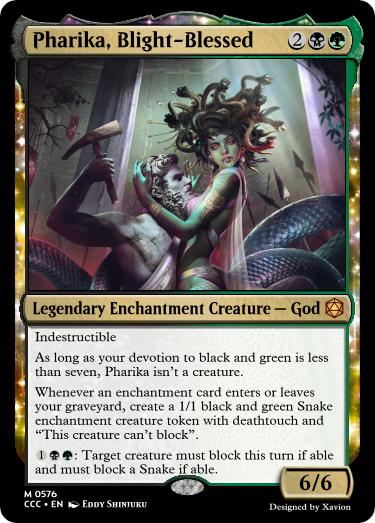 Pharika, Blight-Blessed 2
Legendary Enchantment Creature — God
Indestructible
As long as your devotion to black and green is less
than seven, Pharika isn't a creature.
Whenever an enchantment card enters or leaves
your graveyard, create a 1/1 black and green Snake
enchantment creature token with deathtouch and
“This creature can't block”.
1 : Target creature must block this turn if able
and must block a Snake if able.
6/6
M 0576
CCC • EN Eddy Shinjuku
Designed by Xavion